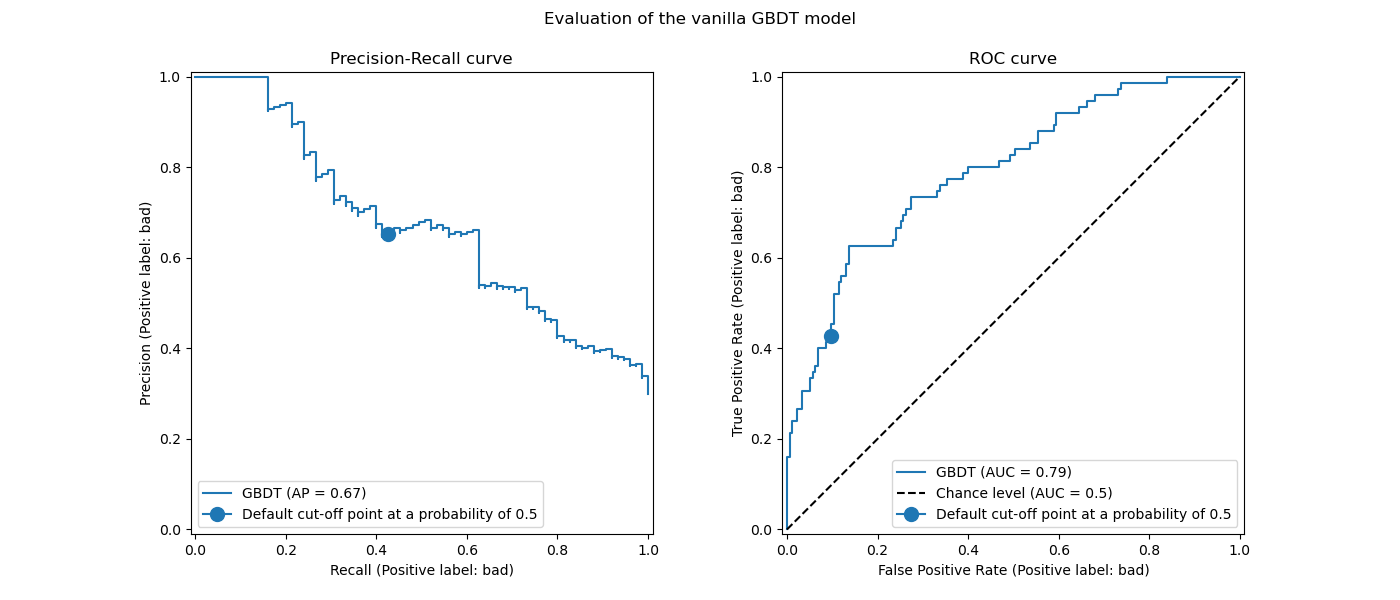 Evaluation of the vanilla GBDT model
Precision-Recall curve
Precision (Positive label: bad)
1.0
0.8
0.6
0.4
0.2
0.0
GBDT (AP = 0.67)
Default cut-off point at a probability of 0.5
0.0 0.2 0.4 0.6 0.8 1.0
Recall (Positive label: bad)
ROC curve
True Positive Rate (Positive label: bad)
1.0
0.8
0.6
0.4
0.2
0.0
GBDT (AUC = 0.79)
Chance level (AUC = 0.5)
Default cut-off point at a probability of 0.5
0.0 0.2 0.4 0.6 0.8 1.0
False Positive Rate (Positive label: bad)